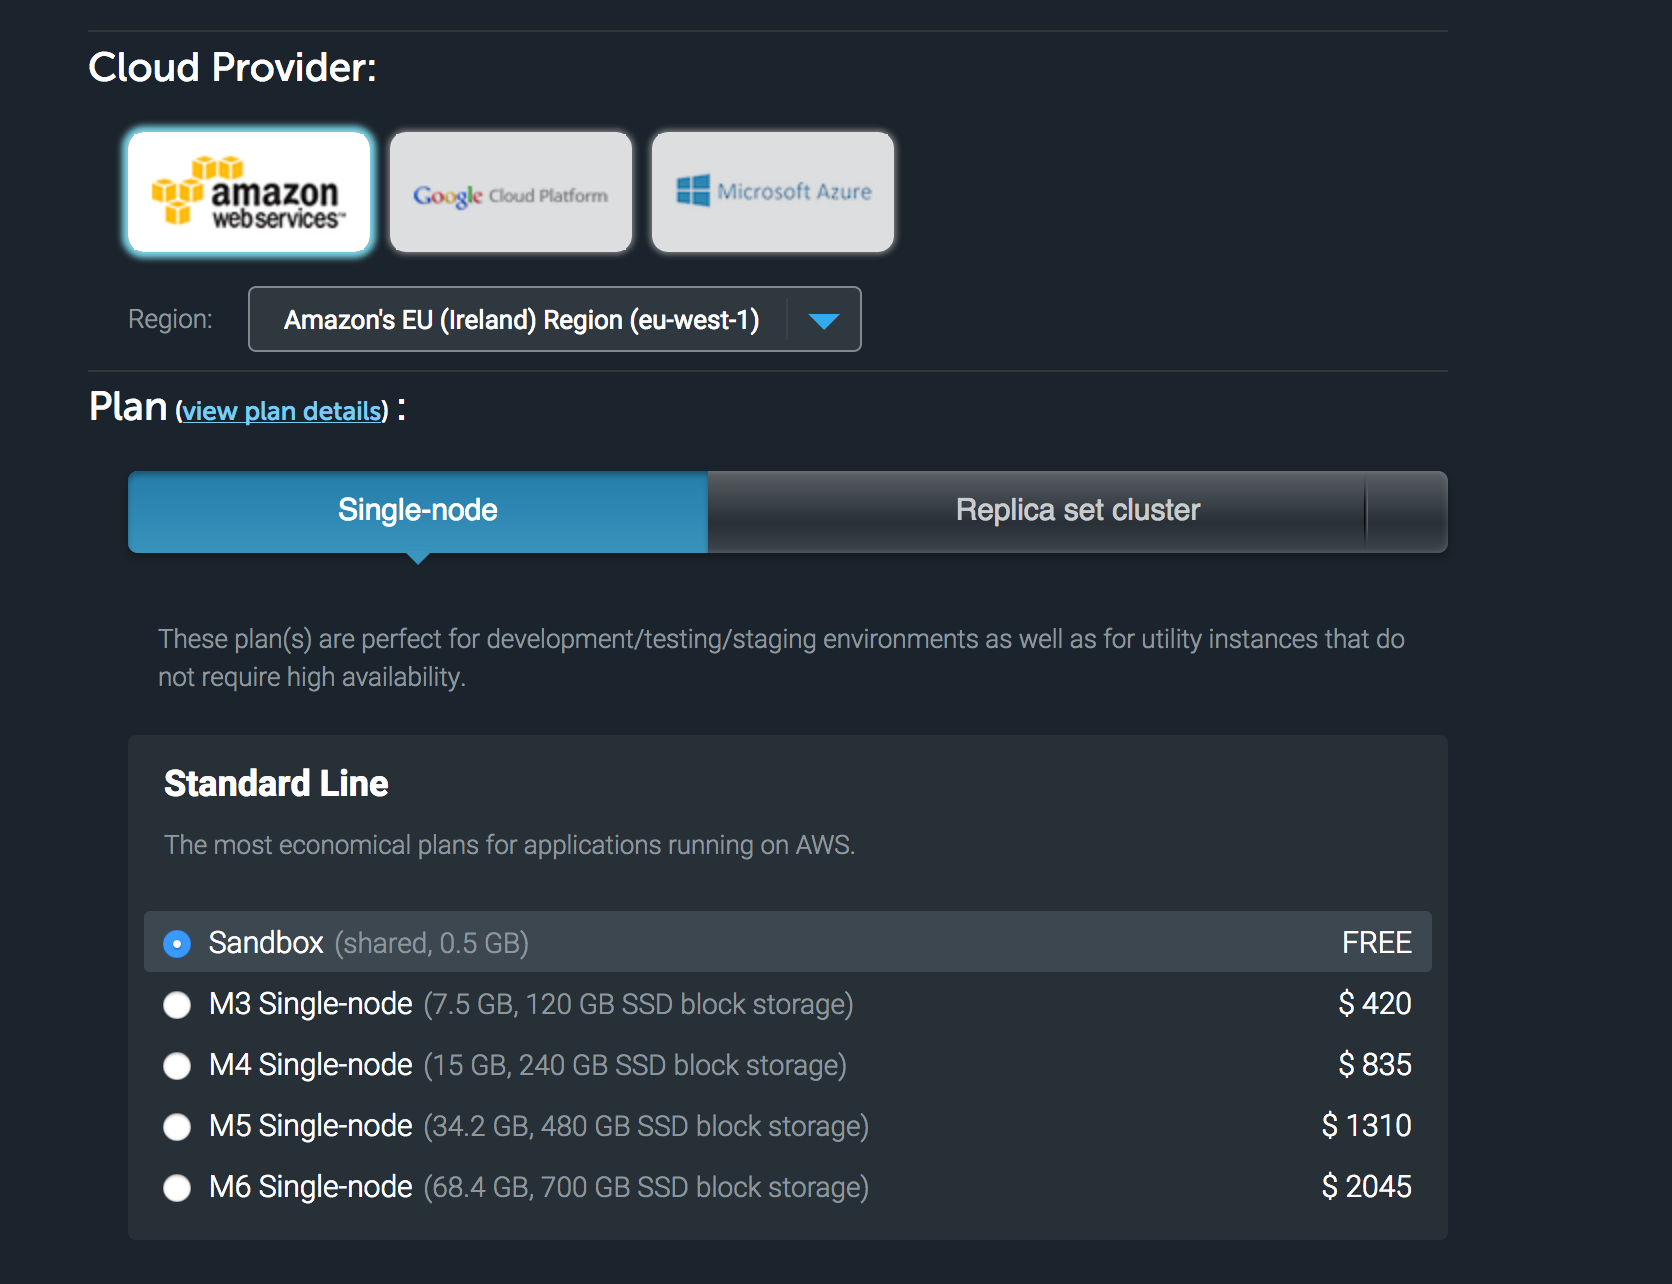 Cloud Provider:
amazon
webservices™
Google Cloud Platform
Microsoft Azure
Region:
Amazon's EU (Ireland) Region (eu-west-1)
Plan (view plan details) :
Single-node
Replica set cluster
These plan(s) are perfect for development/testing/staging environments as well as for utility instances that do
not require high availability.
Standard Line
The most economical plans for applications running on AWS.
Sandbox (shared, 0.5 GB) FREE
M3 Single-node (7.5 GB, 120 GB SSD block storage) $ 420
M4 Single-node (15 GB, 240 GB SSD block storage) $ 835
M5 Single-node (34.2 GB, 480 GB SSD block storage) $ 1310
M6 Single-node (68.4 GB, 700 GB SSD block storage) $ 2045